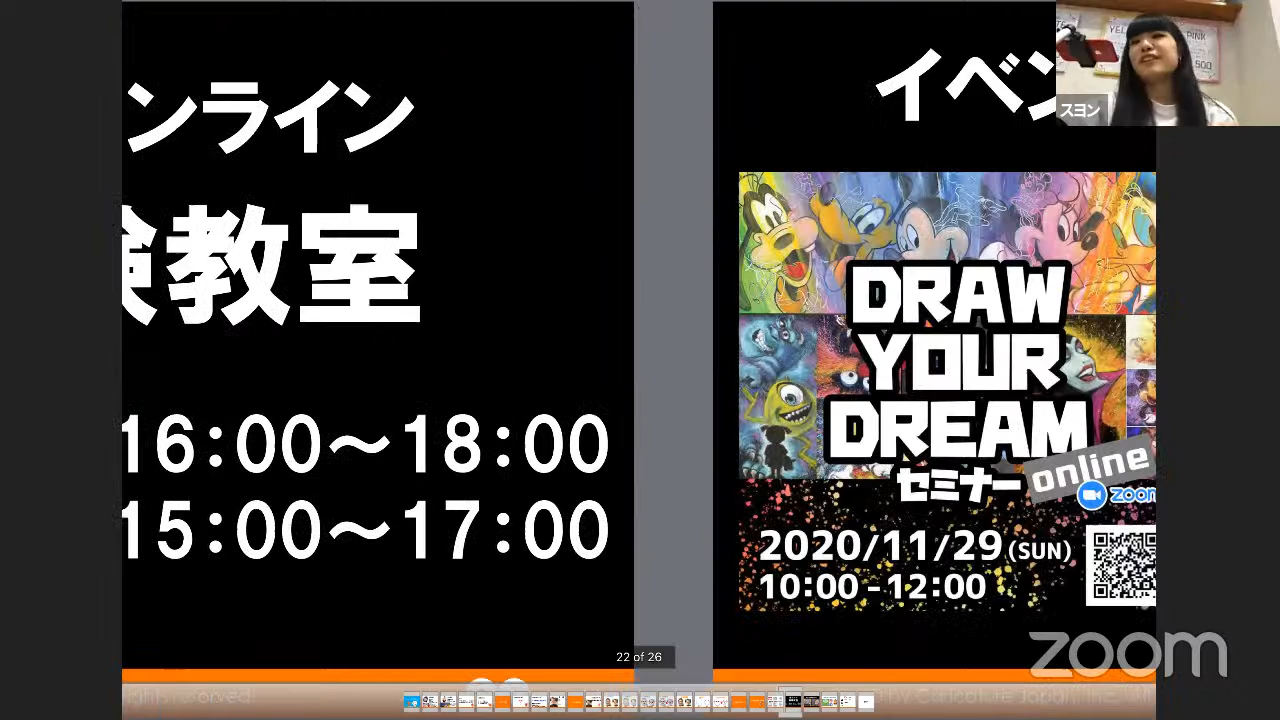 ンライン
検教室
16:00～18:00
15:00～17:00
イベン
DRAW
YOUR
DREAM
セミナー
online
zoom
2020/11/29(SUN)
10:00-12:00
スヨン
PINK
22 of 26
zoom